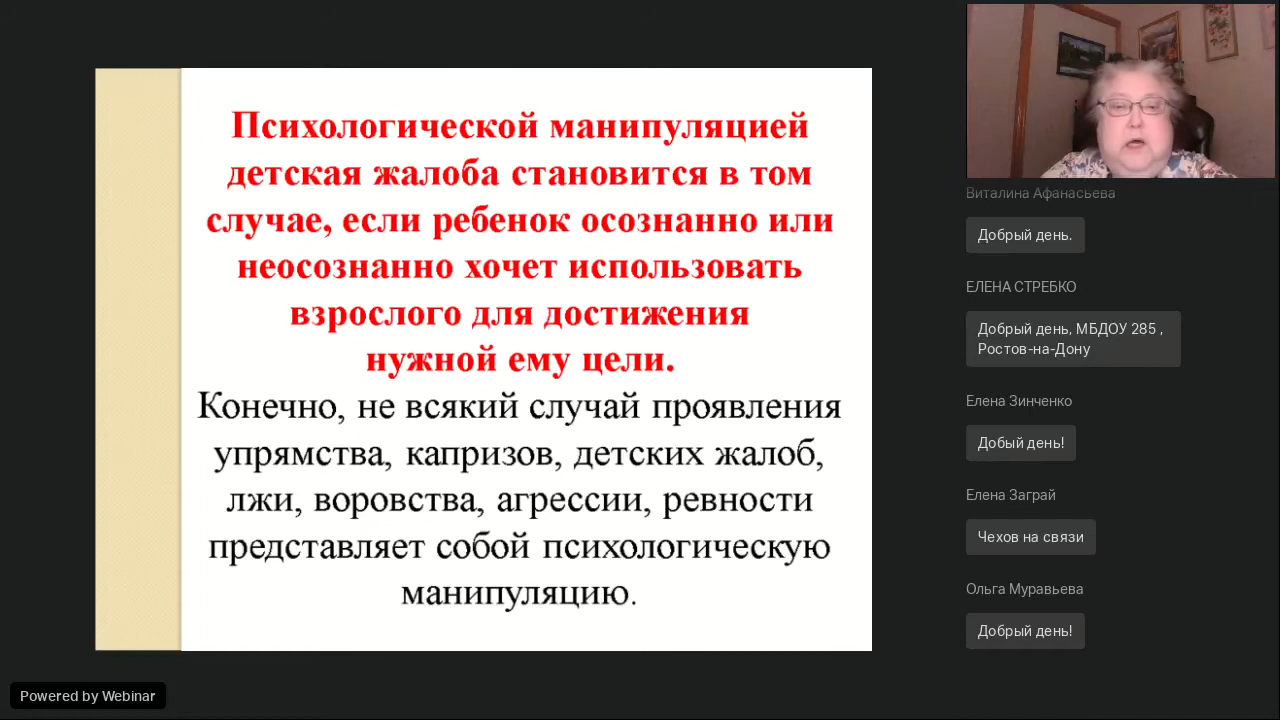 Психологической манипуляцией
детская жалоба становится в том
случае, если ребенок осознанно или
неосознанно хочет использовать
взрослого для достижения
нужной ему цели.
Конечно, не всякий случай проявления
упрямства, капризов, детских жалоб,
лжи, воровства, агрессии, ревности
представляет собой психологическую
манипуляцию.
Виталина Афанасьева
Добрый день.
ЕЛЕНА СТРЕБКО
Добрый день, МБДОУ 285 ,
Ростов-на-Дону
Елена Зинченко
Добый день!
Елена Заграй
Чехов на связи
Ольга Муравьева
Добрый день!
Powered by Webinar